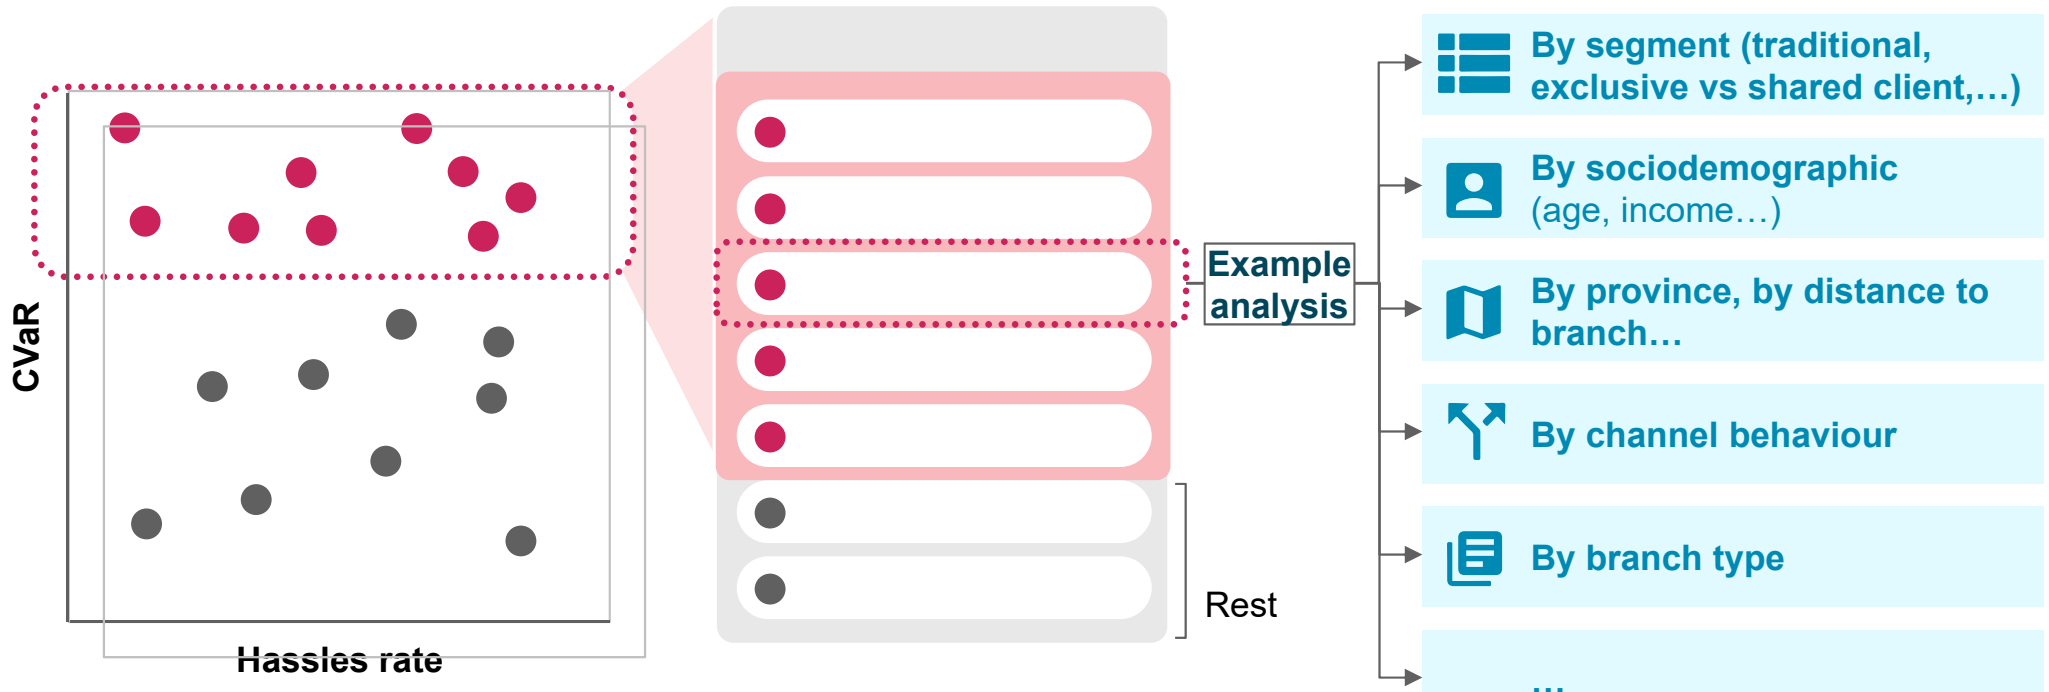 CVaR
Hassles rate
Rest
Example
analysis
By segment (traditional,
exclusive vs shared client,…)
By sociodemographic
(age, income…)
By province, by distance to
branch…
By channel behaviour
By branch type
…